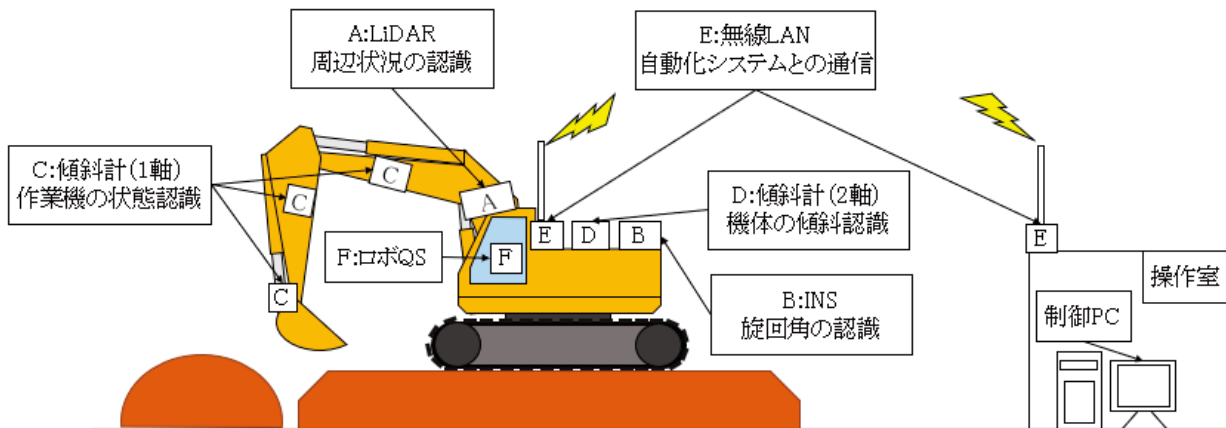 A:LiDAR
周辺状況の認識
E:無線LAN
自動化システムとの通信
C:傾斜計(1軸)
作業機の状態認識
C
C
C
A
D:傾斜計(2軸)
機体の傾斜認識
E
D
B
F:ロボQS
F
B:INS
旋回角の認識
E
操作室
制御PC